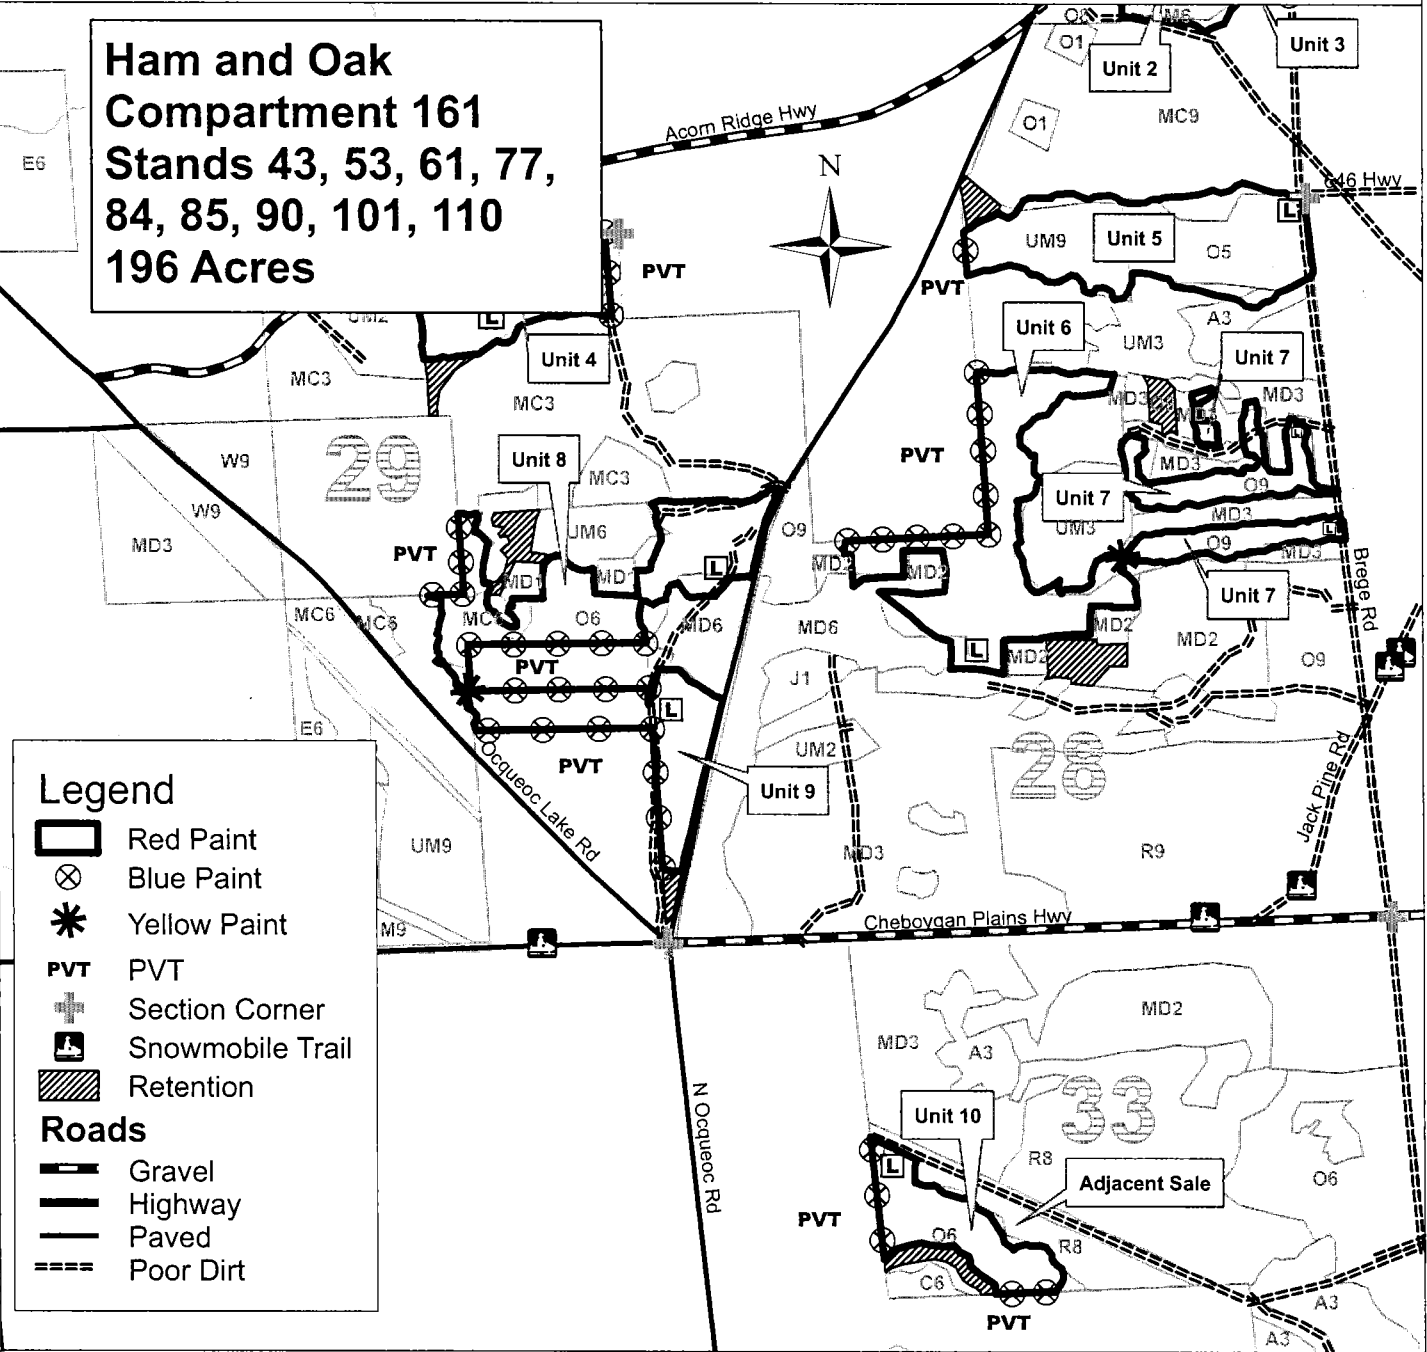 Ham and Oak
Compartment 161
Stands 43, 53, 61, 77,
84, 85, 90, 101, 110
196 Acres
O1
M6
Unit 2
Unit 3
Acorn Ridge Hwy
MC9
O1
E6
N
646 Hwy
L
UM9
Unit 5
O5
PVT
PVT
UM2
L
Unit 4
Unit 6
A3
UM3
Unit 7
MC3
MC3
MD3
MD3
MD3
29
W9
Unit 8
MC3
PVT
MD3
L
W9
Unit 7
O9
MD3
UM6
O9
UM3
MD3
O9
L
MD3
PVT
L
MD1
MD
MD2
MD2
Unit 7
Brege Rd
MC6
MC6
MC
O6
MD6
MD6
MD2
MD2
PVT
L
MD2
O9
J1
L
E6
UM2
28
PVT
Unit 9
Ocqueoc Lake Rd
Jack Pine Rd
UM9
MD3
R9
M9
Cheboygan Plains Hwy
Legend
Red Paint
Blue Paint
Yellow Paint
PVT PVT
Section Corner
Snowmobile Trail
Retention
Roads
Gravel
Highway
Paved
Poor Dirt
MD2
MD3
A3
33
N Ocqueoc Rd
Unit 10
R8
L
Adjacent Sale
O6
PVT
O6
R8
C6
PVT
A3
A3